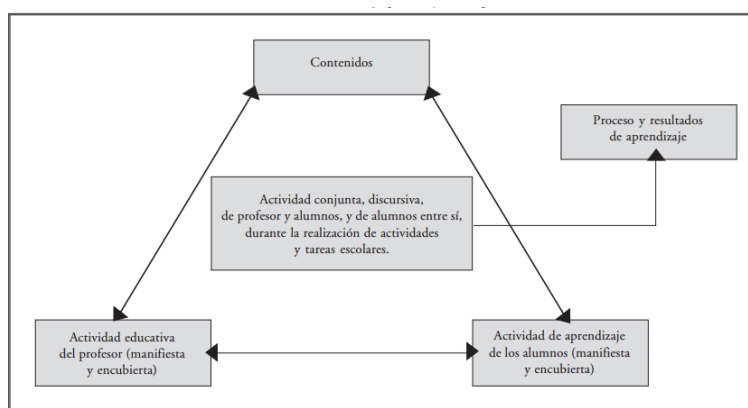 Contenidos
Proceso y resultados
de aprendizaje
Actividad conjunta, discursiva,
de profesor y alumnos, y de alumnos entre sí,
durante la realización de actividades
y tareas escolares.
Actividad educativa
del profesor (manifiesta
y encubierta)
Actividad de aprendizaje
de los alumnos (manifiesta
y encubierta)